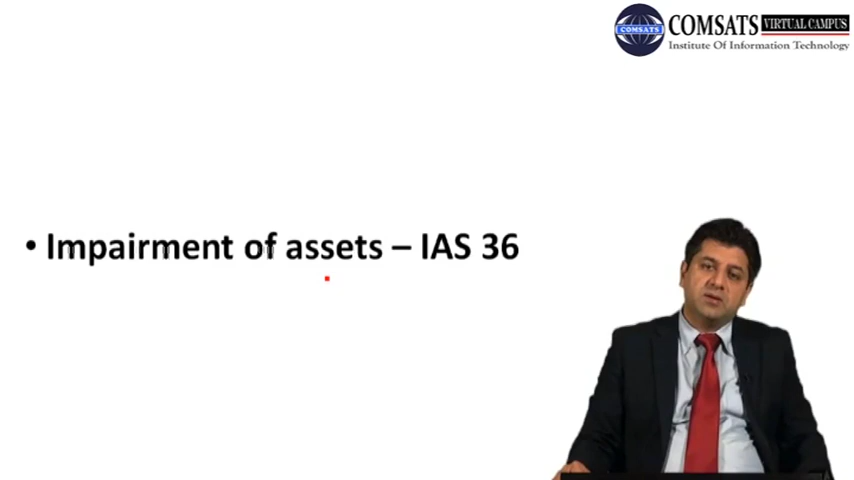 COMSATS VIRTUAL CAMPUS
Institute Of Information Technology
COMSATS
• Impairment of assets – IAS 36